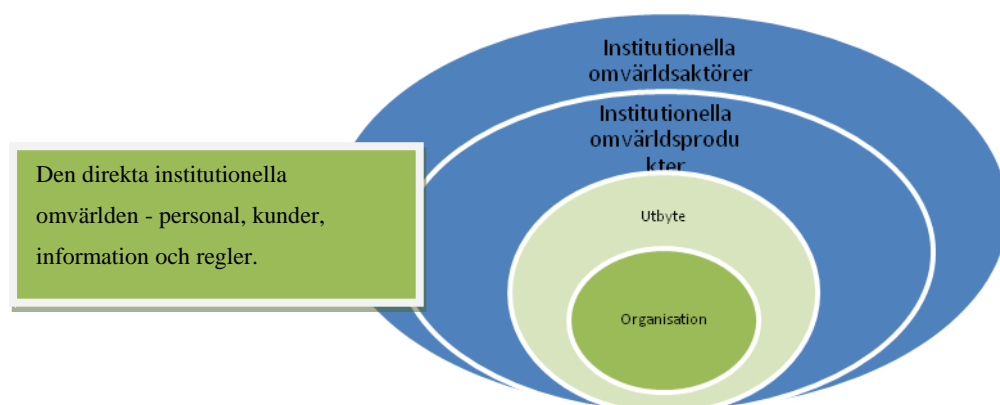 Institutionella
omvärldsaktörer
Institutionella
omvärldsprodu
kter
Den direkta institutionella
omvärlden - personal, kunder,
information och regler.
Utbyte
Organisation